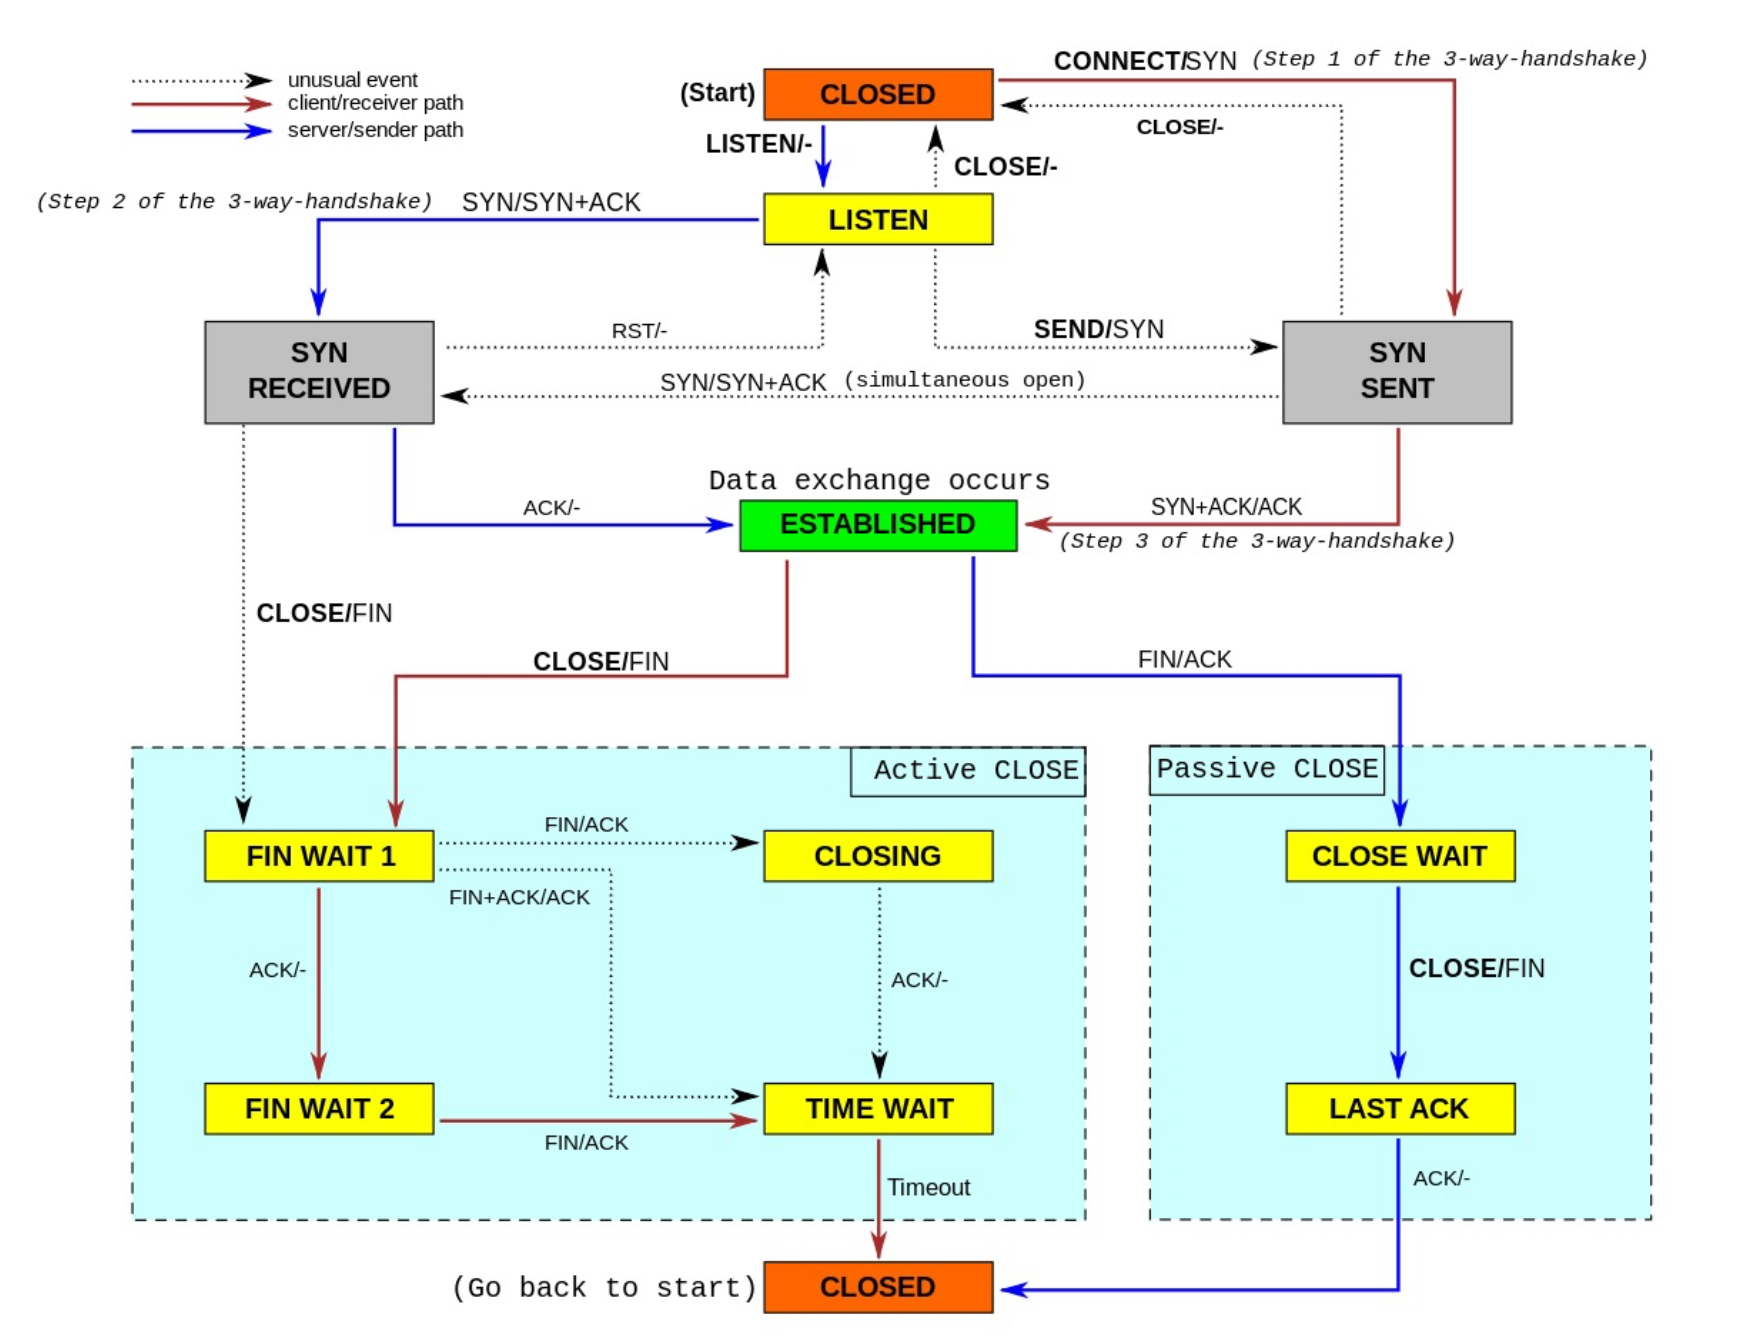 CONNECT/SYN (Step 1 of the 3-way-handshake)
unusual event
client/receiver path
server/sender path
(Start)
CLOSED
CLOSE/-
LISTEN/-
CLOSE/-
(Step 2 of the 3-way-handshake) SYN/SYN+ACK
LISTEN
RST/-
SEND/SYN
SYN
RECEIVED
SYN
SENT
SYN/SYN+ACK (simultaneous open)
Data exchange occurs
ACK/-
ESTABLISHED
SYN+ACK/ACK
(Step 3 of the 3-way-handshake)
CLOSE/FIN
CLOSE/FIN
FIN/ACK
Active CLOSE
Passive CLOSE
FIN WAIT 1
FIN/ACK
CLOSING
CLOSE WAIT
FIN+ACK/ACK
ACK/-
ACK/-
CLOSE/FIN
FIN WAIT 2
TIME WAIT
LAST ACK
FIN/ACK
Timeout
ACK/-
(Go back to start)
CLOSED